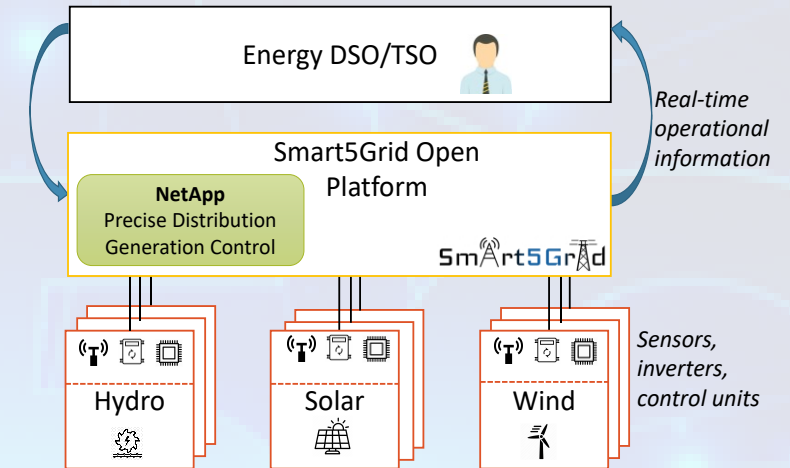 Energy DSO/TSO
Real-time
operational
information
Smart5Grid Open
Platform
NetApp
Precise Distribution
Generation Control
Smart5Grid
Sensors,
inverters,
control units
Hydro
Solar
Wind